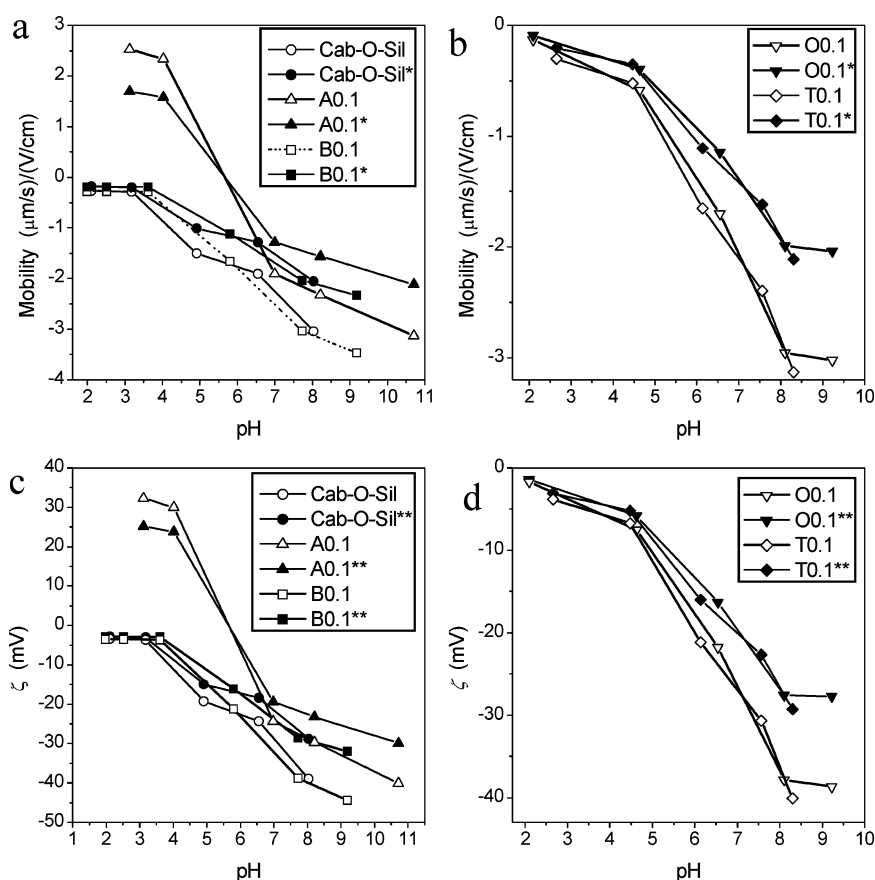 a
3
2
1
0
-1
-2
-3
-4
Mobility (μm/s)/(V/cm)
2 3 4 5 6 7 8 9 10 11
pH
Cab-O-Sil
Cab-O-Sil*
A0.1
A0.1*
B0.1
B0.1*
b
0
-1
-2
-3
Mobility (μm/s)/(V/cm)
2 3 4 5 6 7 8 9 10
pH
O0.1
O0.1*
T0.1
T0.1*
c
40
30
20
10
0
-10
-20
-30
-40
-50
ζ (mV)
1 2 3 4 5 6 7 8 9 10 11
pH
Cab-O-Sil
Cab-O-Sil**
A0.1
A0.1**
B0.1
B0.1**
d
0
-10
-20
-30
-40
ζ (mV)
2 3 4 5 6 7 8 9 10
pH
O0.1
O0.1**
T0.1
T0.1**